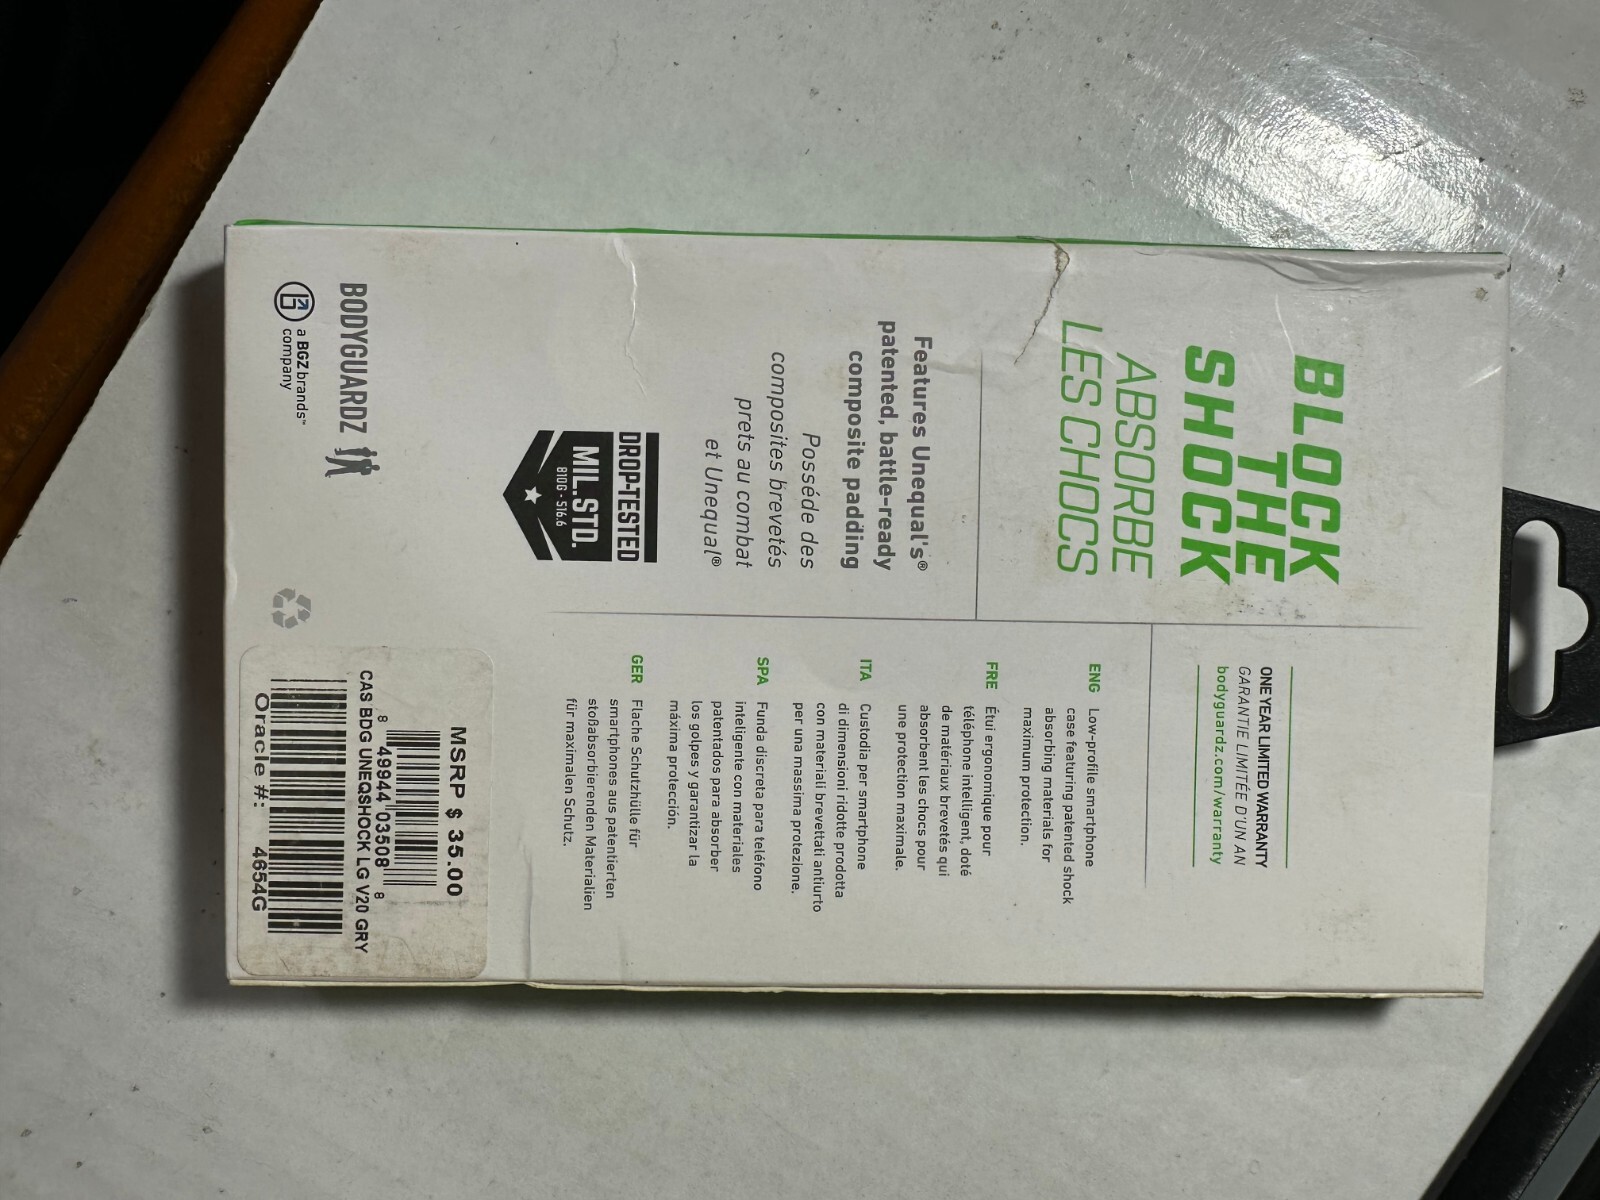 BLOCK
THE
SHOCK
ABSORBE
LES CHOCS
Features Unequal's®
patented, battle-ready
composite padding
Posséde des
composites brevetés
prets au combat
et Unequal®
DROP-TESTED
MIL.STD.
810G - 516.6
BODYGUARDZ
a BGZbrands™
company
ONE YEAR LIMITED WARRANTY
GARANTIE LIMITÉE D'UN AN
bodyguardz.com/warranty
ENG Low-profile smartphone
case featuring patented shock
absorbing materials for
maximum protection.
FRE Étui ergonomique pour
téléphone intelligent, doté
de matériaux brevetés qui
absorbent les chocs pour
une protection maximale.
ITA Custodia per smartphone
di dimensioni ridotte prodotta
con materiali brevettati antiurto
per una massima protezione.
SPA Funda discreta para teléfono
inteligente con materiales
patentados para absorber
los golpes y garantizar la
máxima protección.
GER Flache Schutzhülle für
smartphones aus patentierten
stoßabsorbierenden Materialien
für maximalen Schutz.
MSRP $ 35.00
8 49944 03508 8
CAS BDG UNEQSHOCK LG V20 GRY
Oracle #: 4654G